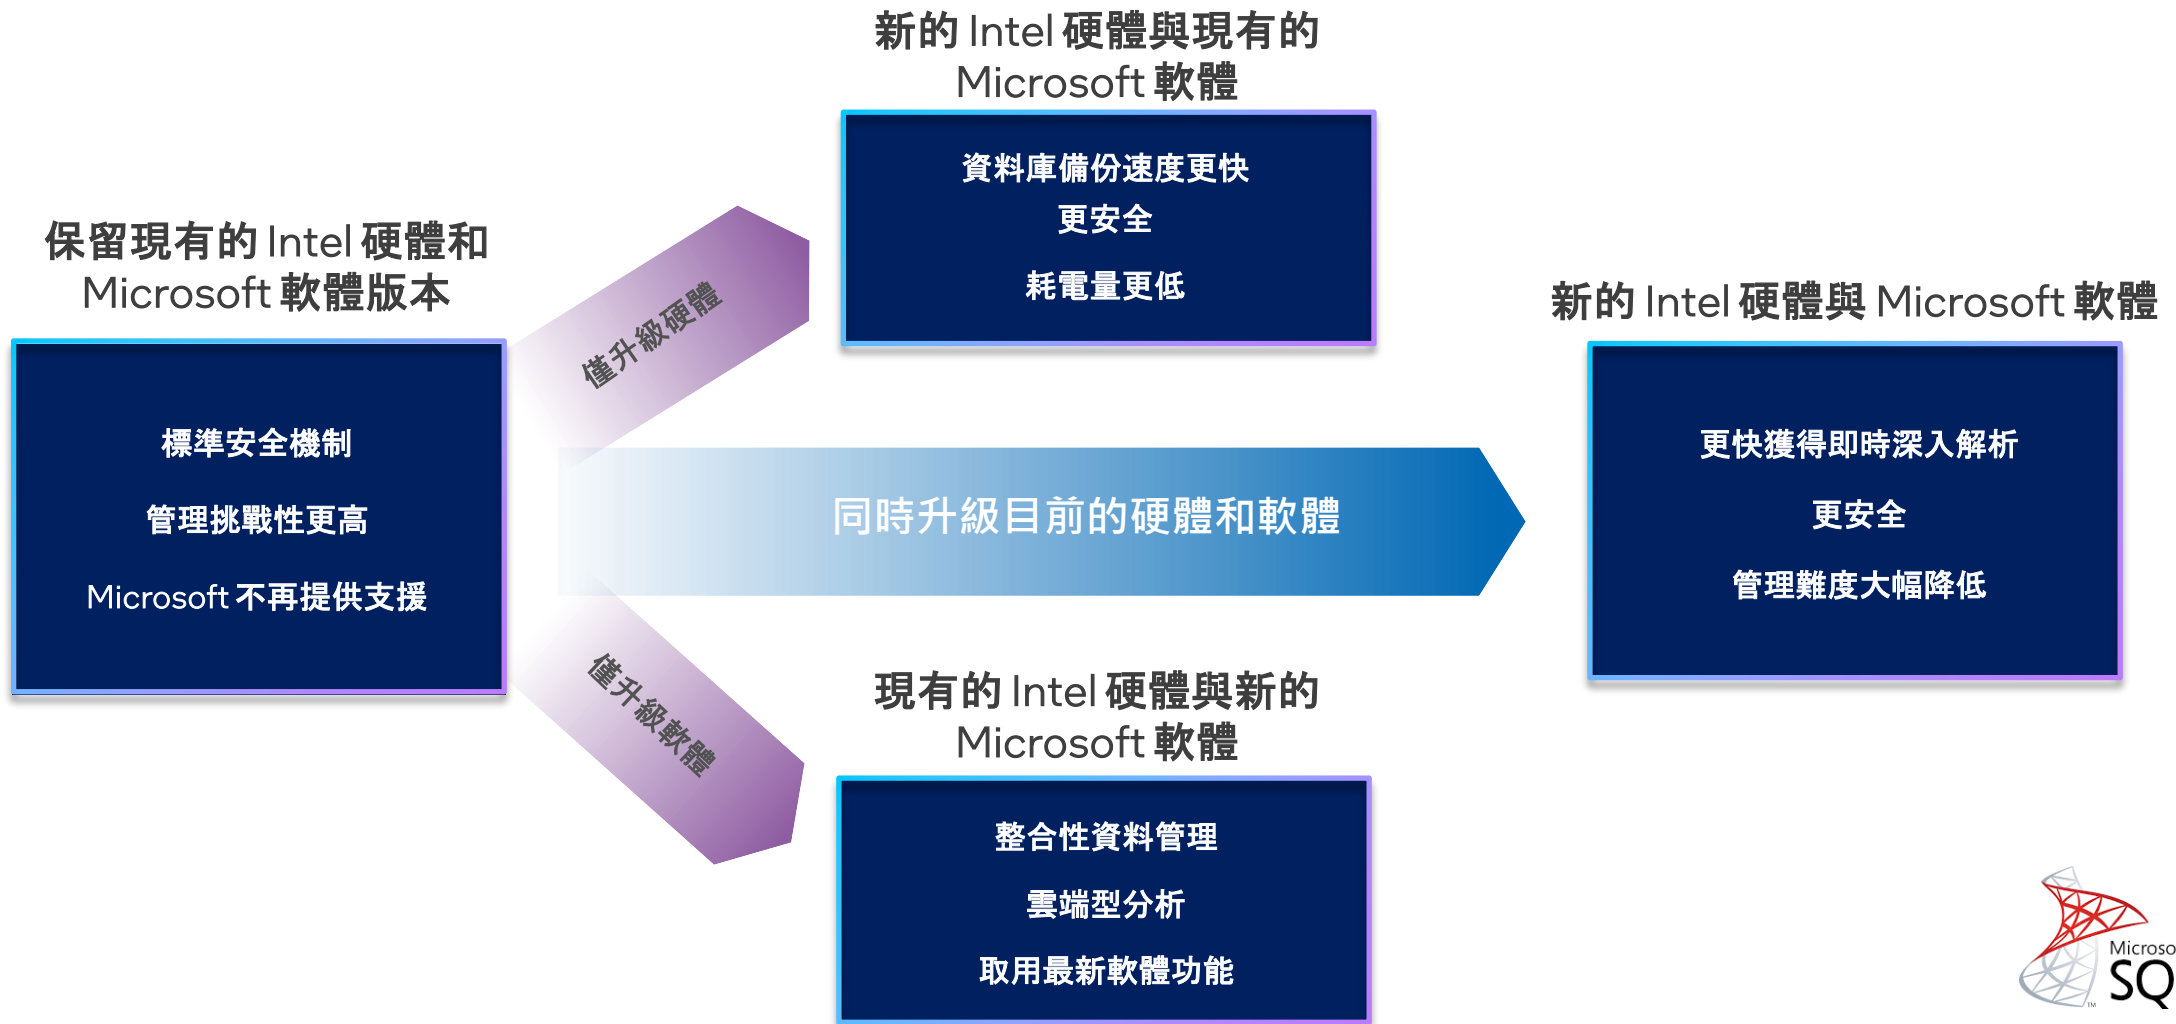 新的 Intel 硬體與現有的
Microsoft 軟體
資料庫備份速度更快
更安全
耗電量更低
保留現有的 Intel 硬體和
Microsoft 軟體版本
標準安全機制
管理挑戰性更高
Microsoft 不再提供支援
僅升級硬體
同時升級目前的硬體和軟體
僅升級軟體
新的 Intel 硬體與 Microsoft 軟體
更快獲得即時深入解析
更安全
管理難度大幅降低
現有的 Intel 硬體與新的
Microsoft 軟體
整合性資料管理
雲端型分析
取用最新軟體功能
Microso
SQ
™